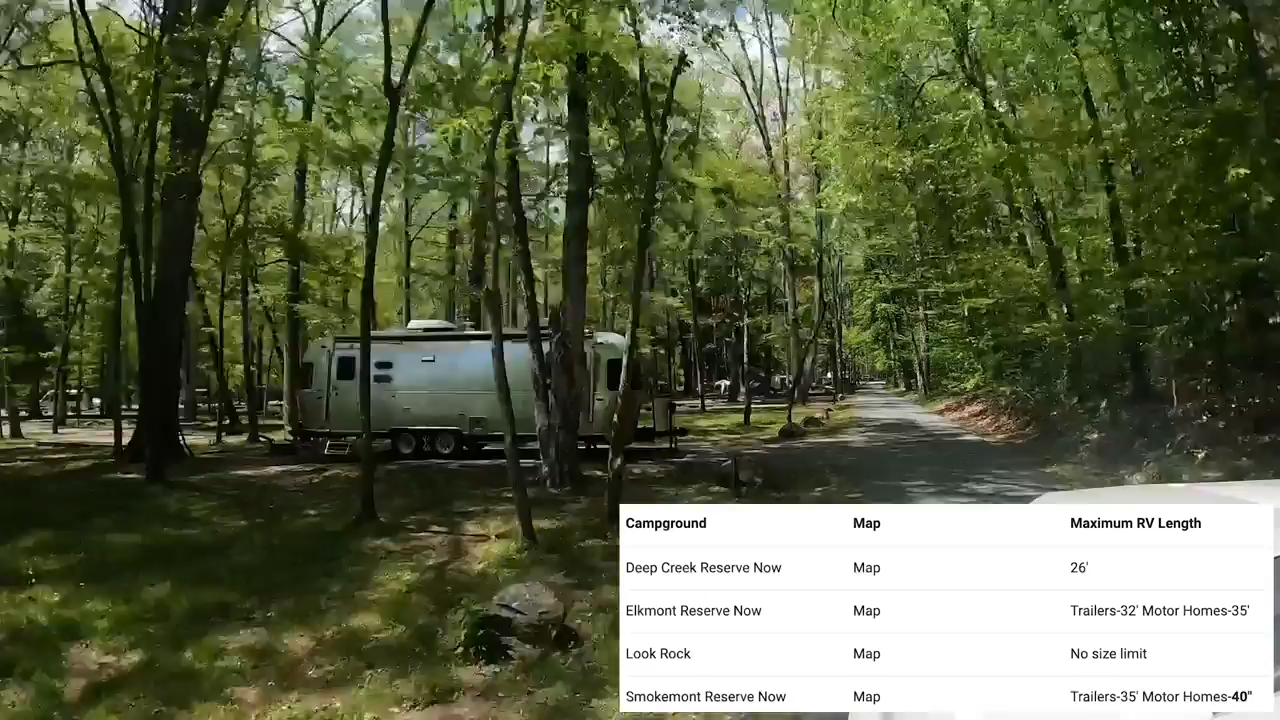 Campground Map Maximum RV Length
Deep Creek Reserve Now Map 26'
Elkmont Reserve Now Map Trailers-32' Motor Homes-35'
Look Rock Map No size limit
Smokemont Reserve Now Map Trailers-35' Motor Homes-40"